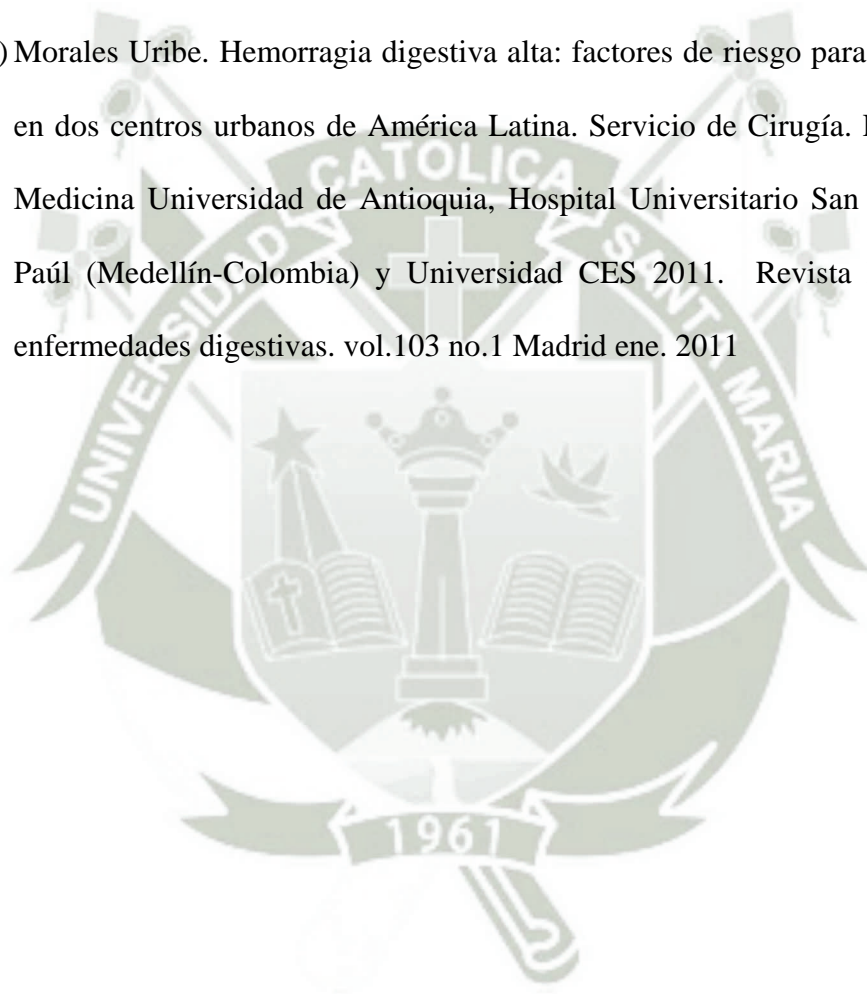 ) Morales Uribe. Hemorragia digestiva alta: factores de riesgo para
en dos centros urbanos de América Latina. Servicio de Cirugía.
Medicina Universidad de Antioquia, Hospital Universitario San
Paúl (Medellín-Colombia) y Universidad CES 2011. Revista
enfermedades digestivas. vol.103 no.1 Madrid ene. 2011
UNIVERSIDAD CATOLICA SANTA MARIA
1961